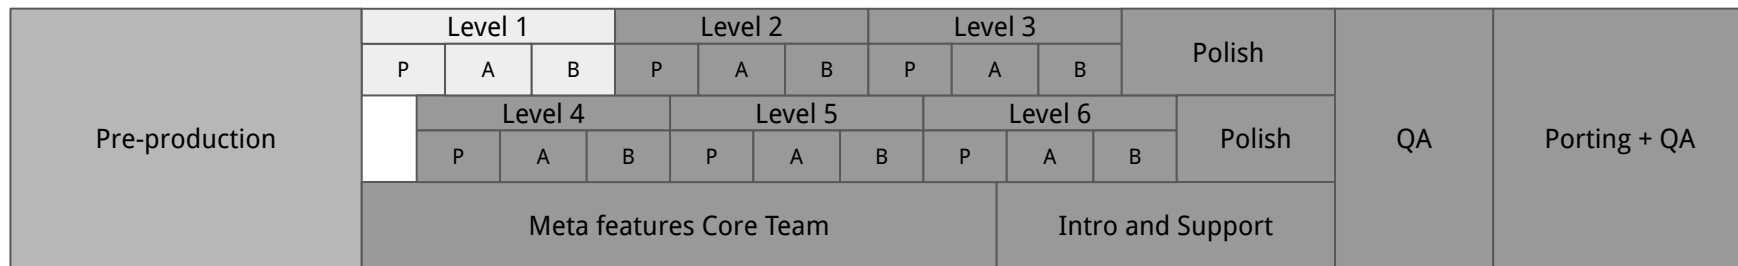 Pre-production
Level 1
Level 2
Level 3
P
A
B
P
A
B
P
A
B
Polish
Level 4
Level 5
Level 6
P
A
B
P
A
B
P
A
B
Polish
Meta features Core Team
Intro and Support
QA
Porting + QA